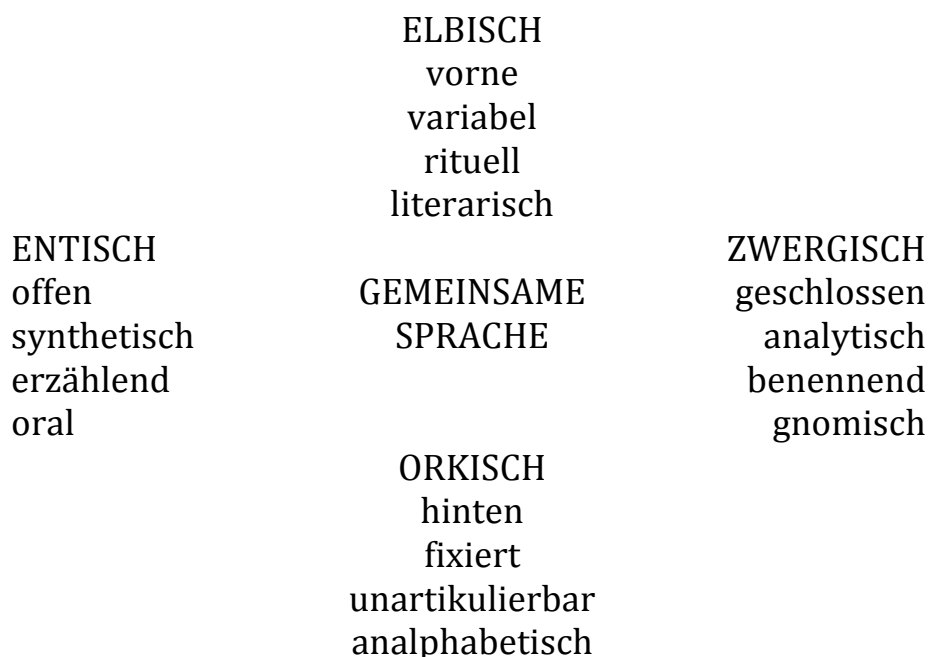 ELBISCH
vorne
variabel
rituell
literarisch
ENTISCH
offen
synthetisch
erzählend
oral
GEMEINSAME
SPRACHE
ZWERGISCH
geschlossen
analytisch
benennend
gnomisch
ORKISCH
hinten
fixiert
unartikulierbar
analphabetisch